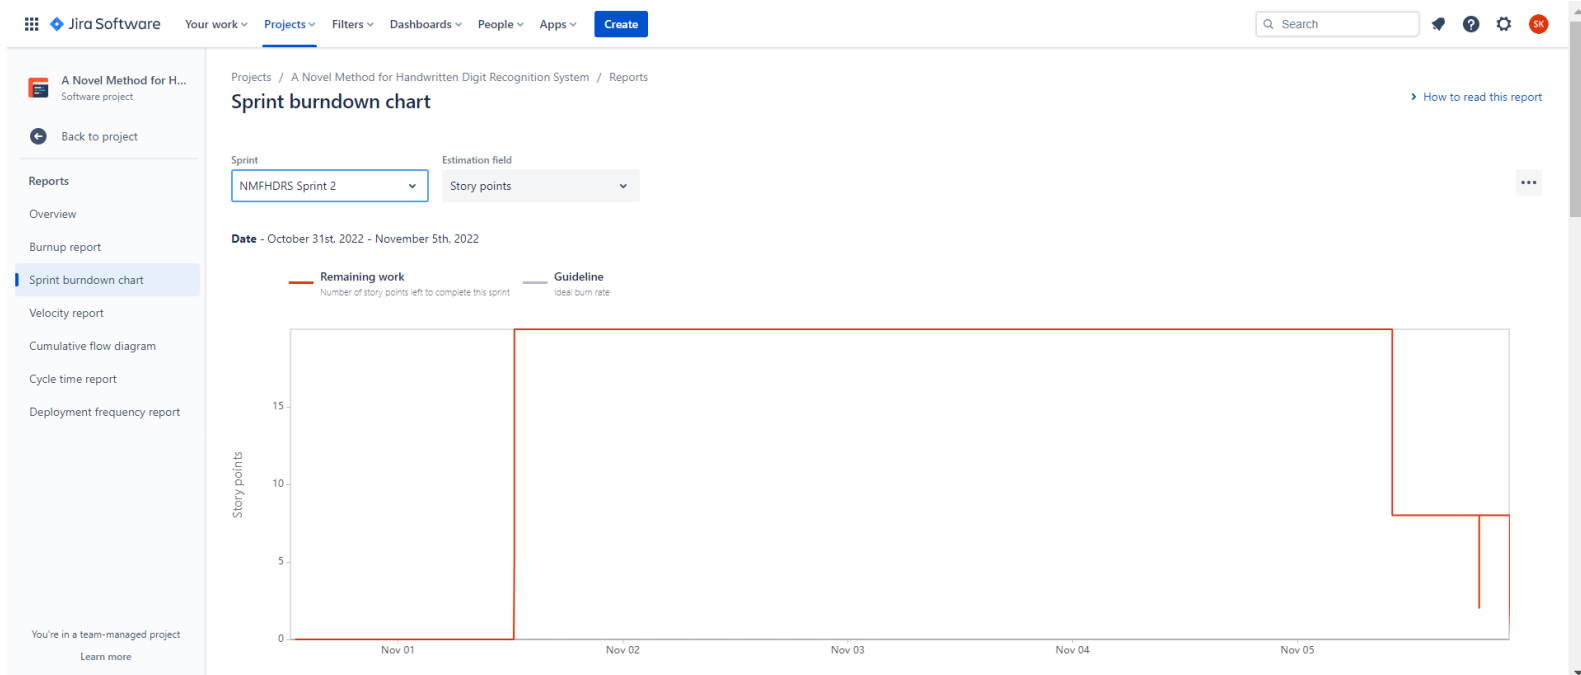 Jira Software Your work Projects Filters Dashboards People Apps Create Search SK
A Novel Method for H...
Software project
Back to project
Reports
Overview
Burnup report
Sprint burndown chart
Velocity report
Cumulative flow diagram
Cycle time report
Deployment frequency report
You're in a team-managed project
Learn more
Projects / A Novel Method for Handwritten Digit Recognition System / Reports
Sprint burndown chart
How to read this report
Sprint Estimation field
NMFHDRS Sprint 2 Story points
Date - October 31st, 2022 - November 5th, 2022
Remaining work Guideline
Number of story points left to complete this sprint Ideal burn rate
Story points
15
10
5
0
Nov 01 Nov 02 Nov 03 Nov 04 Nov 05